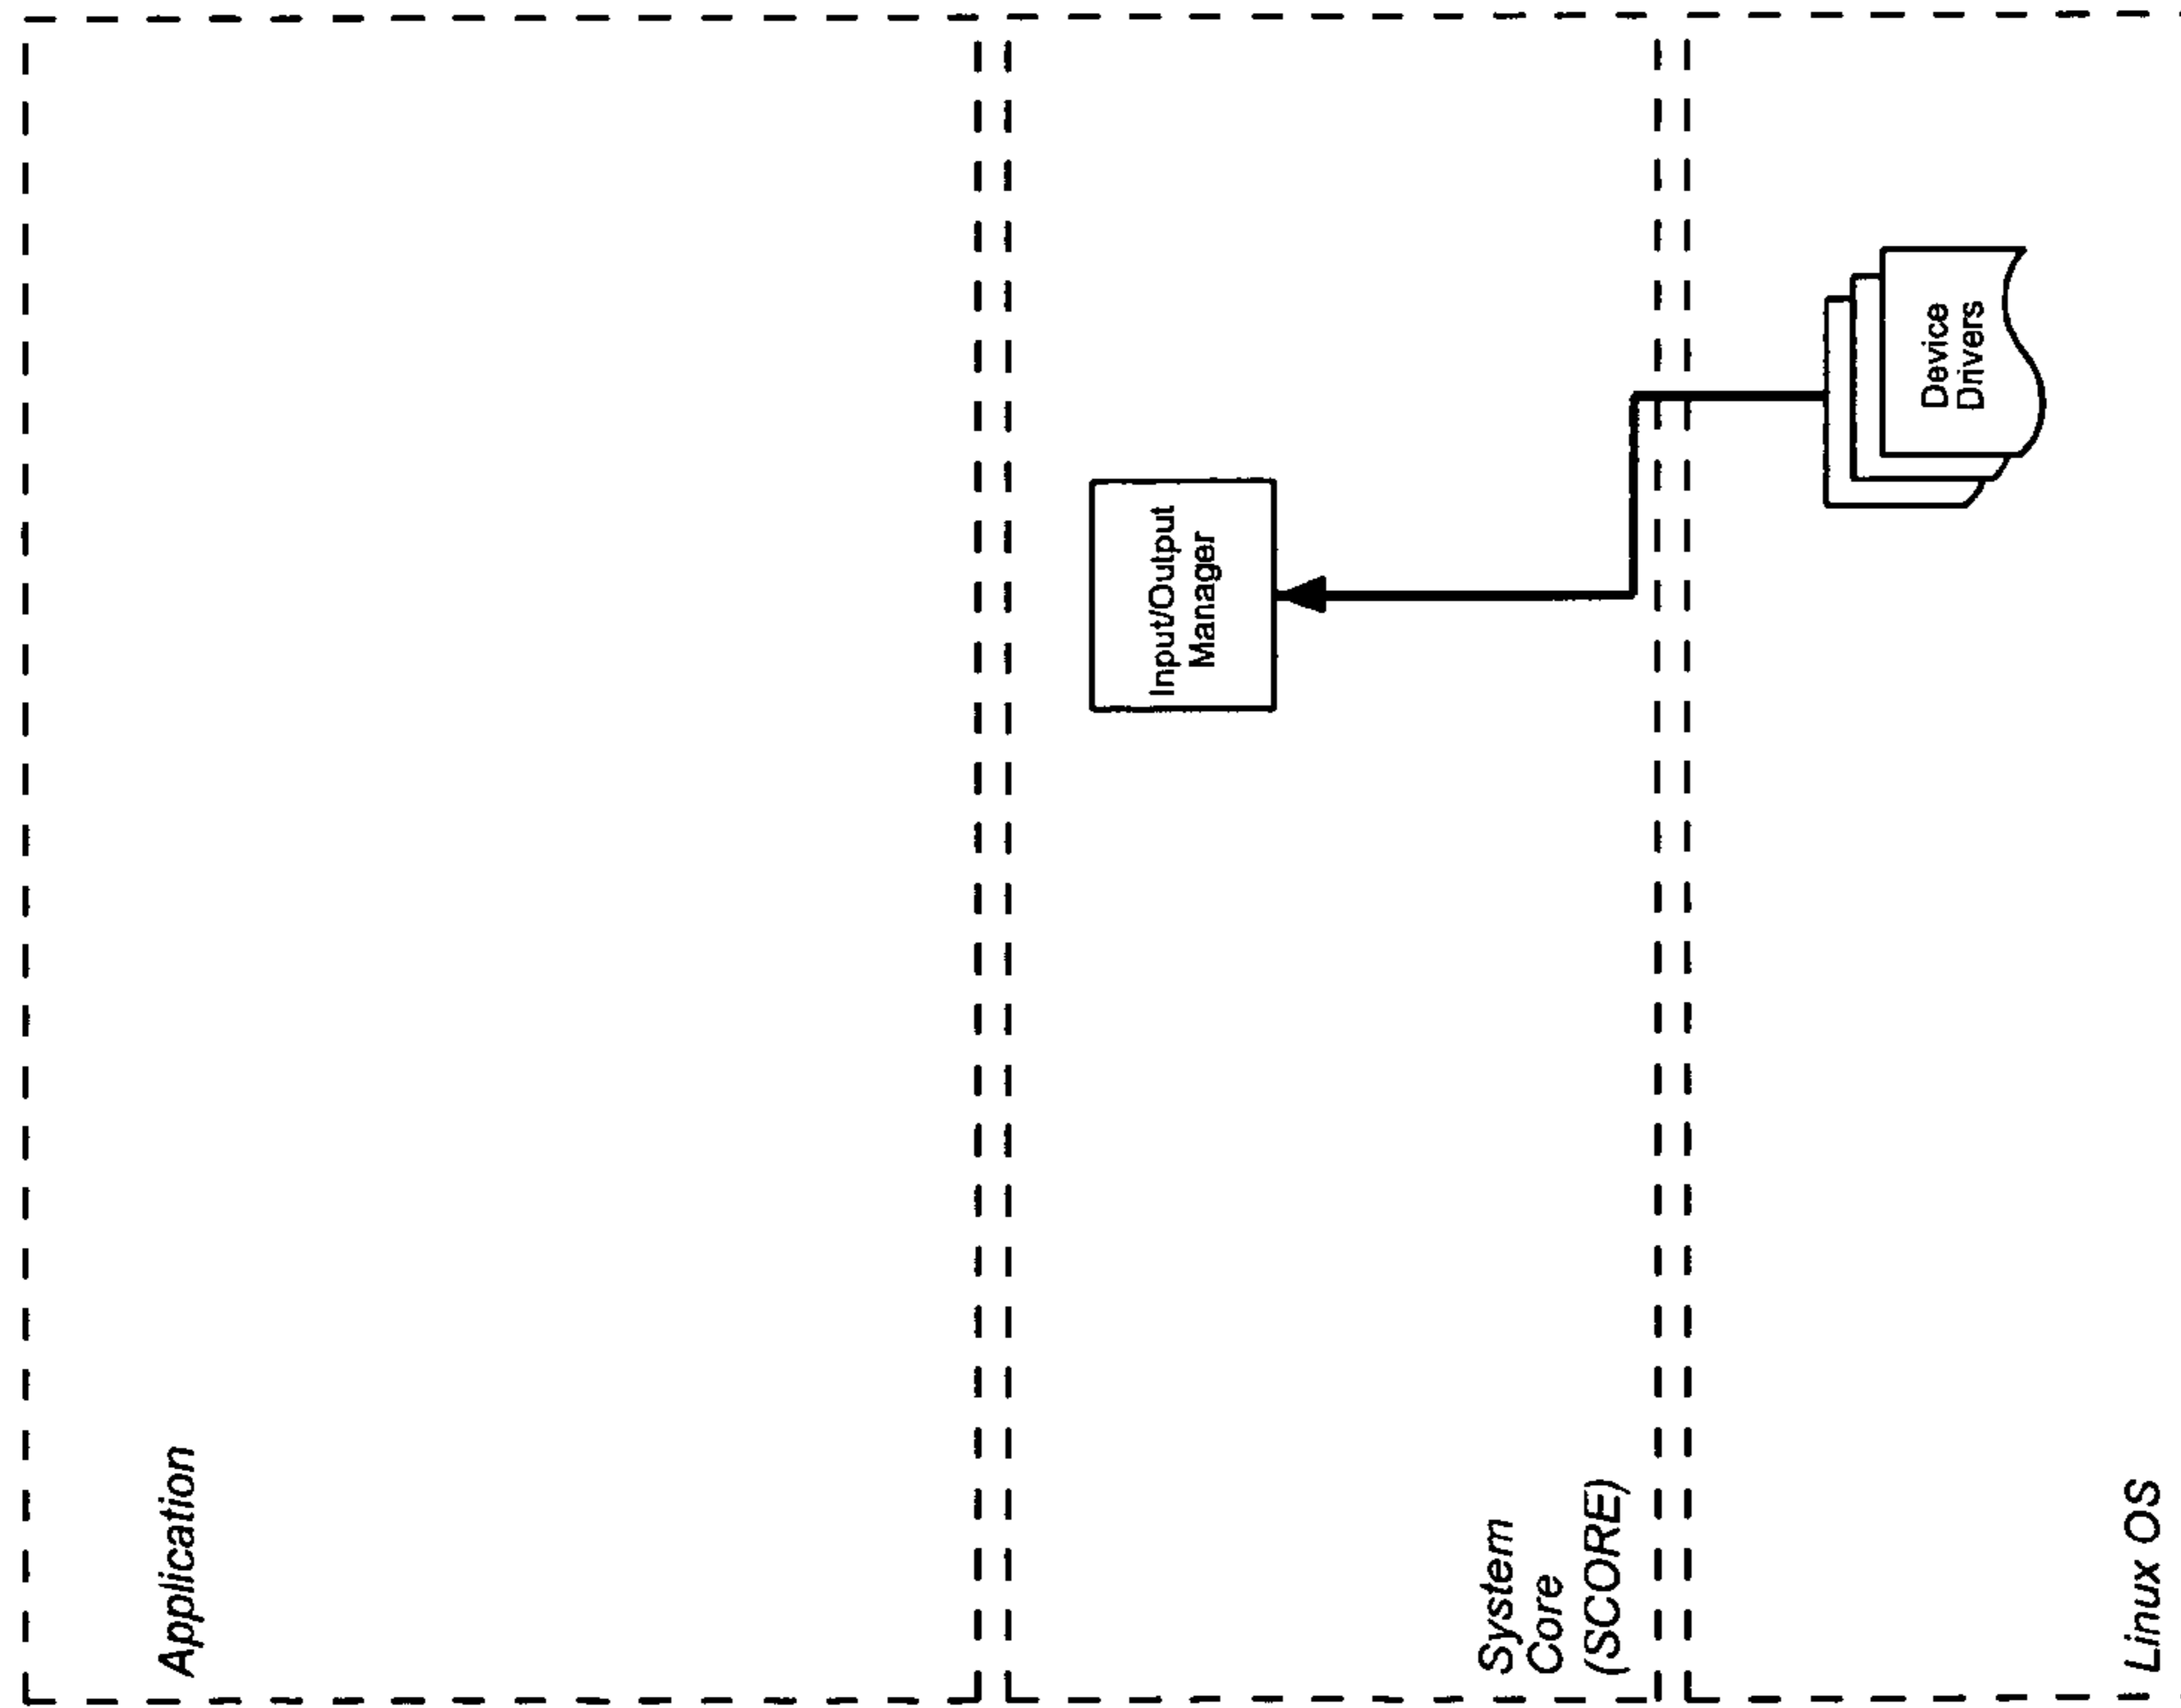 Application
Input/Output
Manager
System
Core
(SCORE)
Device
Drivers
Linux OS